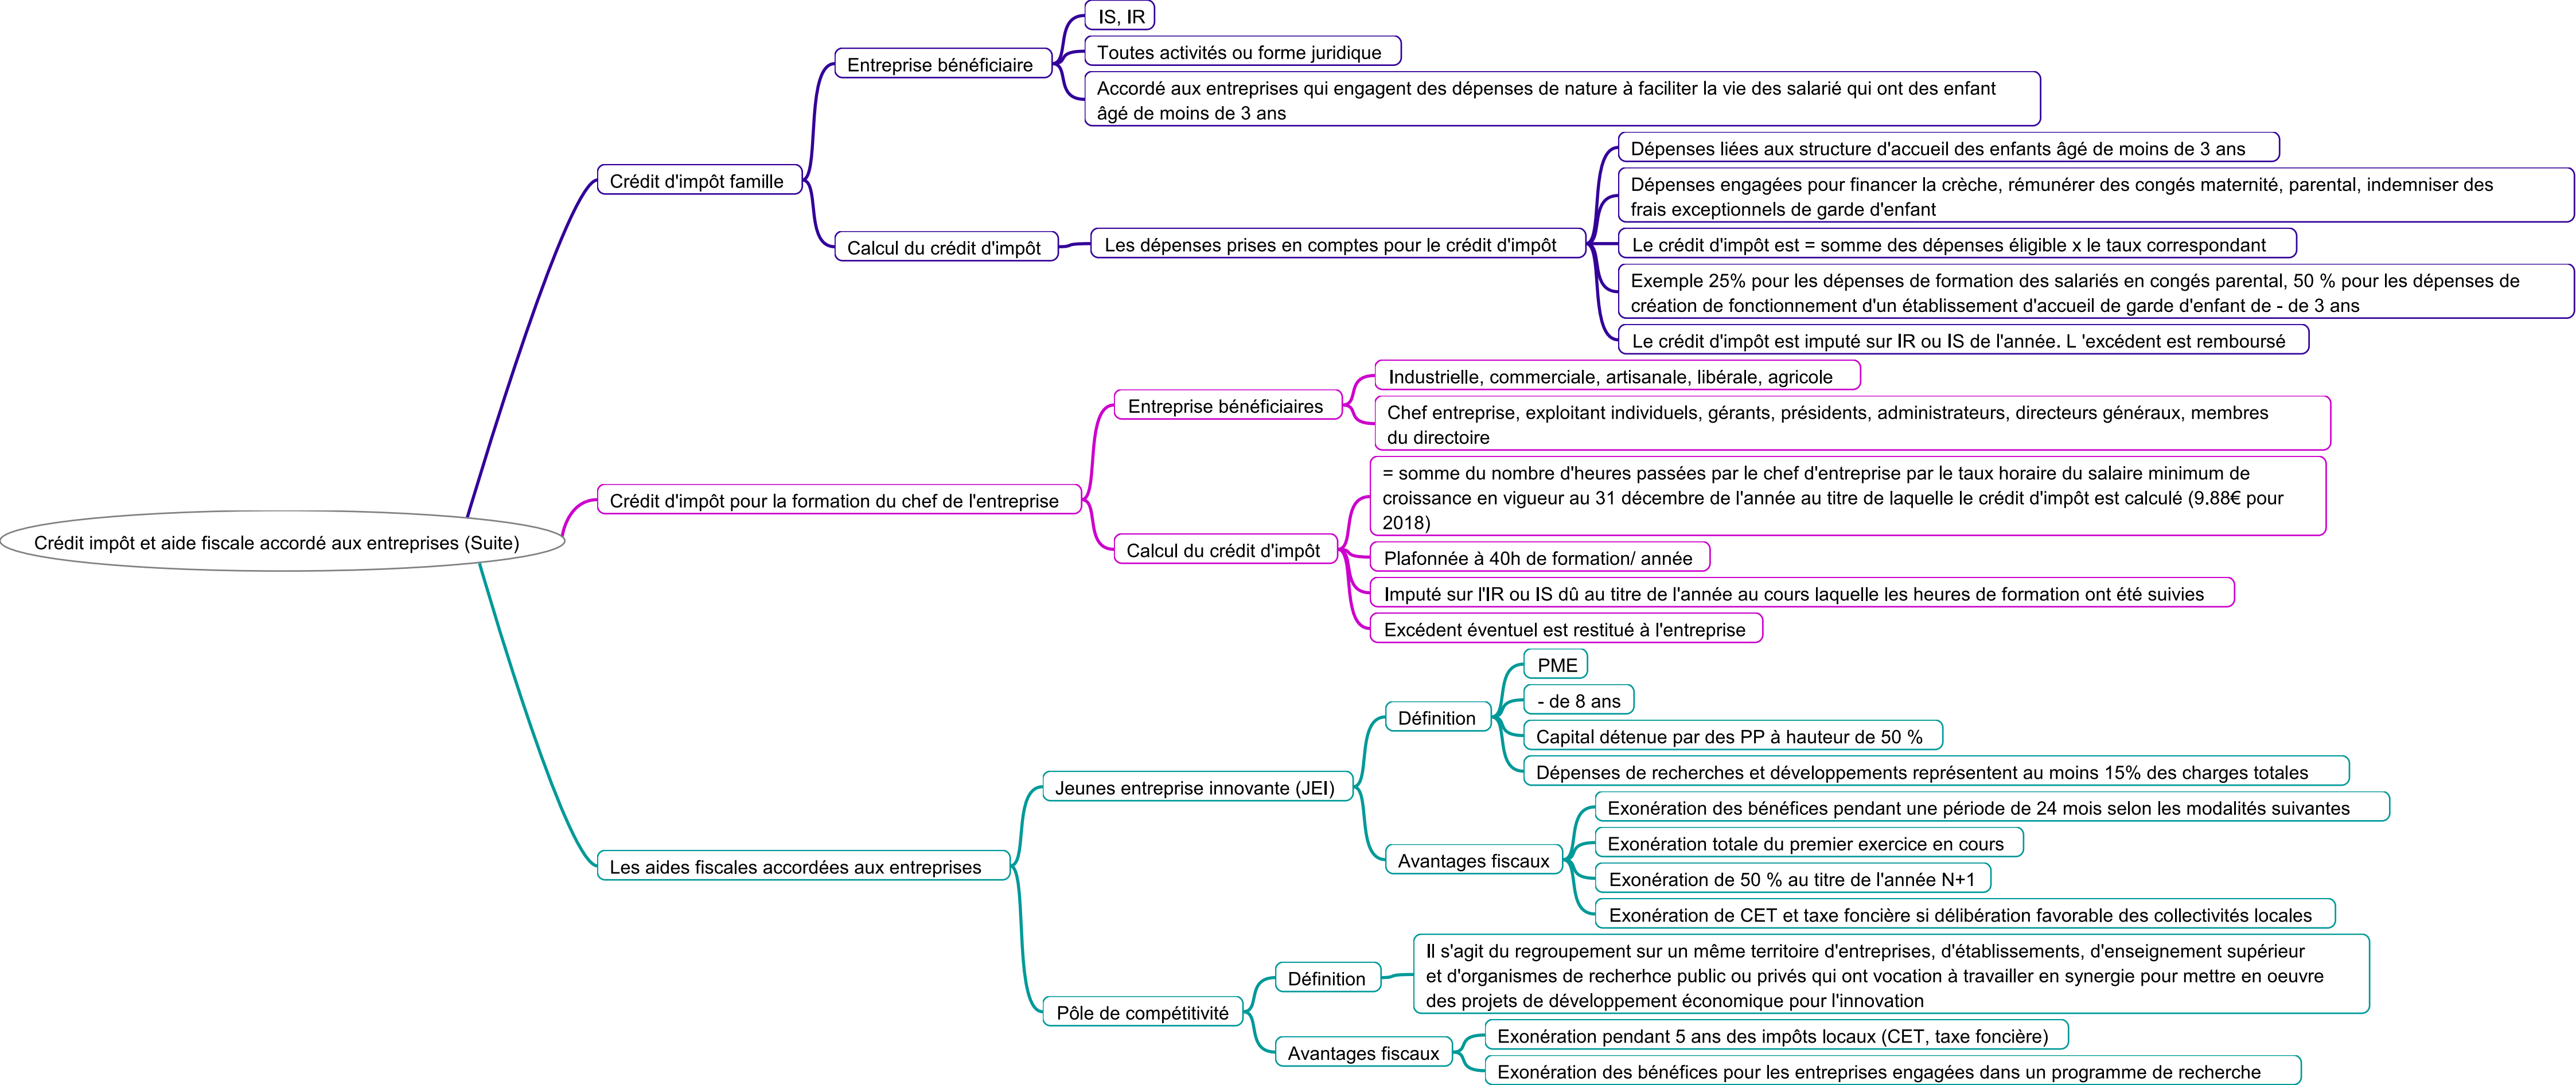 Crédit impôt et aide fiscale accordé aux entreprises (Suite)
Crédit d'impôt famille
Entreprise bénéficiaire
IS, IR
Toutes activités ou forme juridique
Accordé aux entreprises qui engagent des dépenses de nature à faciliter la vie des salarié qui ont des enfant
âgé de moins de 3 ans
Calcul du crédit d'impôt
Les dépenses prises en comptes pour le crédit d'impôt
Dépenses liées aux structure d'accueil des enfants âgé de moins de 3 ans
Dépenses engagées pour financer la crèche, rémunérer des congés maternité, parental, indemniser des
frais exceptionnels de garde d'enfant
Le crédit d'impôt est = somme des dépenses éligible x le taux correspondant
Exemple 25% pour les dépenses de formation des salariés en congés parental, 50 % pour les dépenses de
création de fonctionnement d'un établissement d'accueil de garde d'enfant de - de 3 ans
Le crédit d'impôt est imputé sur IR ou IS de l'année. L 'excédent est remboursé
Crédit d'impôt pour la formation du chef de l'entreprise
Entreprise bénéficiaires
Industrielle, commerciale, artisanale, libérale, agricole
Chef entreprise, exploitant individuels, gérants, présidents, administrateurs, directeurs généraux, membres
du directoire
Calcul du crédit d'impôt
= somme du nombre d'heures passées par le chef d'entreprise par le taux horaire du salaire minimum de
croissance en vigueur au 31 décembre de l'année au titre de laquelle le crédit d'impôt est calculé (9.88€ pour
2018)
Plafonnée à 40h de formation/ année
Imputé sur l'IR ou IS dû au titre de l'année au cours laquelle les heures de formation ont été suivies
Excédent éventuel est restitué à l'entreprise
Les aides fiscales accordées aux entreprises
Jeunes entreprise innovante (JEI)
Définition
PME
- de 8 ans
Capital détenue par des PP à hauteur de 50 %
Dépenses de recherches et développements représentent au moins 15% des charges totales
Avantages fiscaux
Exonération des bénéfices pendant une période de 24 mois selon les modalités suivantes
Exonération totale du premier exercice en cours
Exonération de 50 % au titre de l'année N+1
Exonération de CET et taxe foncière si délibération favorable des collectivités locales
Pôle de compétitivité
Définition
Il s'agit du regroupement sur un même territoire d'entreprises, d'établissements, d'enseignement supérieur
et d'organismes de recherhce public ou privés qui ont vocation à travailler en synergie pour mettre en oeuvre
des projets de développement économique pour l'innovation
Avantages fiscaux
Exonération pendant 5 ans des impôts locaux (CET, taxe foncière)
Exonération des bénéfices pour les entreprises engagées dans un programme de recherche